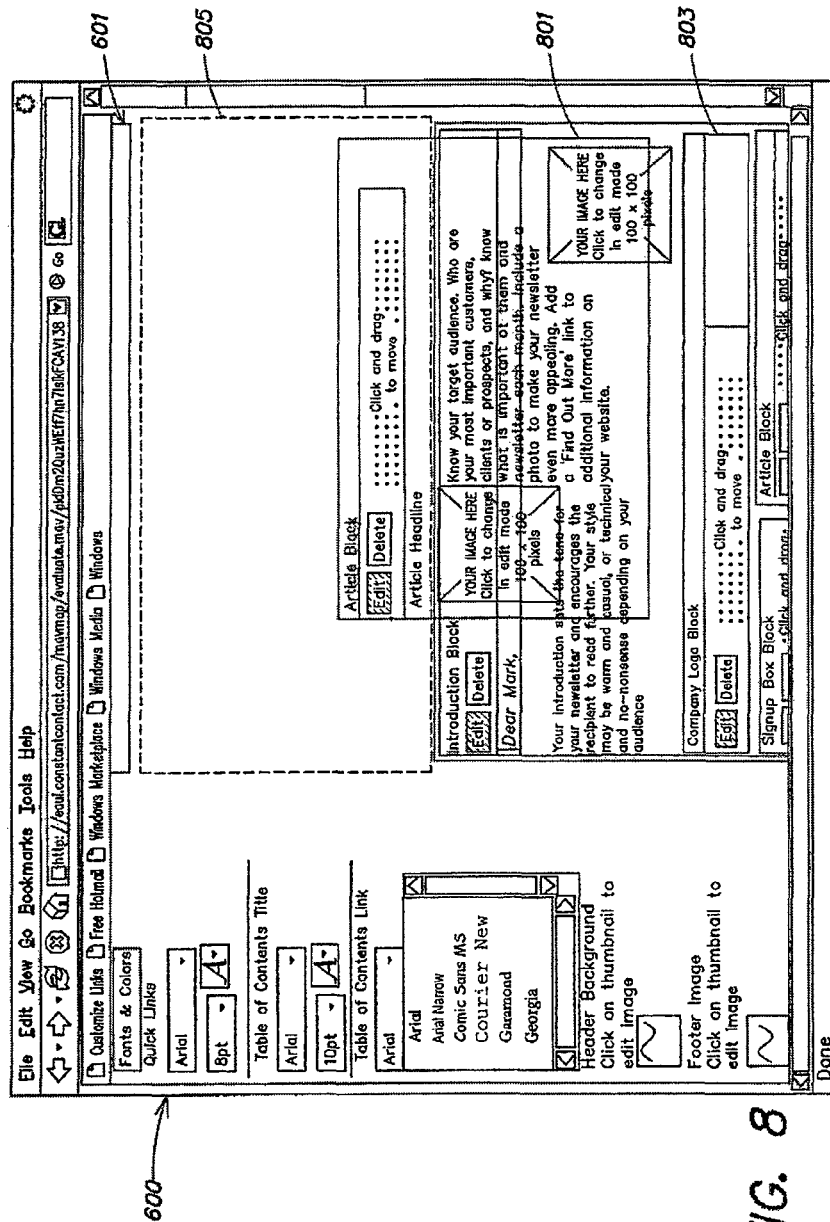 Elie Edit View Go Bookmarks Tools Help
Go
Customize Links Free Hotmail Windows Marketplace Windows Media Windows
Fonts & Colors
Quick Links
Arial
8pt A
Table of Contents Title
Arial
10pt A
Table of Contents Link
Arial
Arial
Arial Narrow
Comic Sans MS
Courier New
Garamond
Georgia
Header Background
Click on thumbnail to
edit image
Footer Image
Click on thumbnail to
edit Image
Article Block
Edit Delete
Click and drag
to move
Article Headline
YOUR IMAGE HERE
Click to change
In edit mode
100 x 100
pixels
Know your target audience. Who are
your most important customers,
clients or prospects, and why? know
what is important ot them and
newsletter each month. Include a
photo to make your newsletter
even more appealing. Add
a 'Find Out More' link to
additional information on
your website.
YOUR IMAGE HERE
Click to change
In edit mode
100 x 100
pixels
Introduction Block
Edit Delete
Dear Mark,
Your introduction sets the tone for
your newsletter and encourages the
recipient to read further. Your style
may be warm and casual, or technical
and no-nonsense depending on your
audience
Company Logo Block
Edit Delete
Click and drag
to move
Signup Box Block
Click and drag
Article Block
Click and drag
Done
600
601
805
801
803
FIG. 8